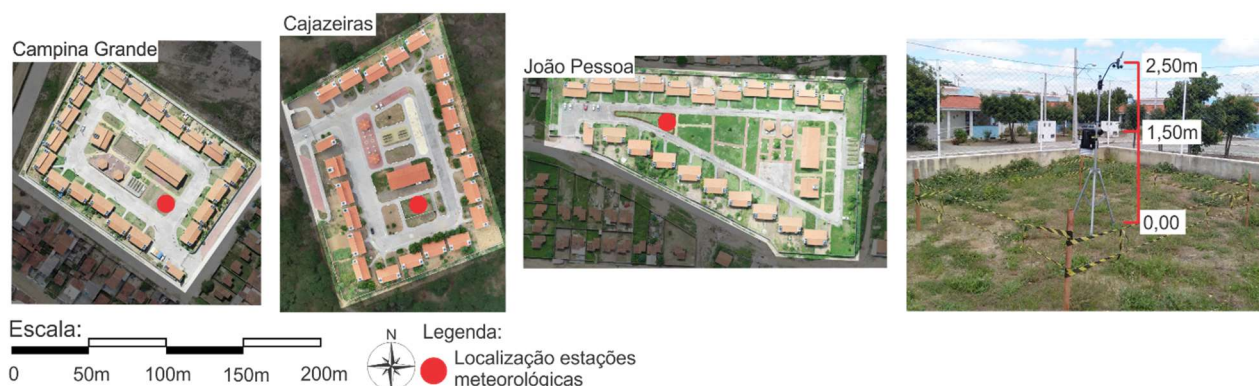 Campina Grande
Cajazeiras
João Pessoa
2,50m
1,50m
0,00
Escala:
0 50m 100m 150m 200m
N
Legenda:
Localização estações
meteorológicas